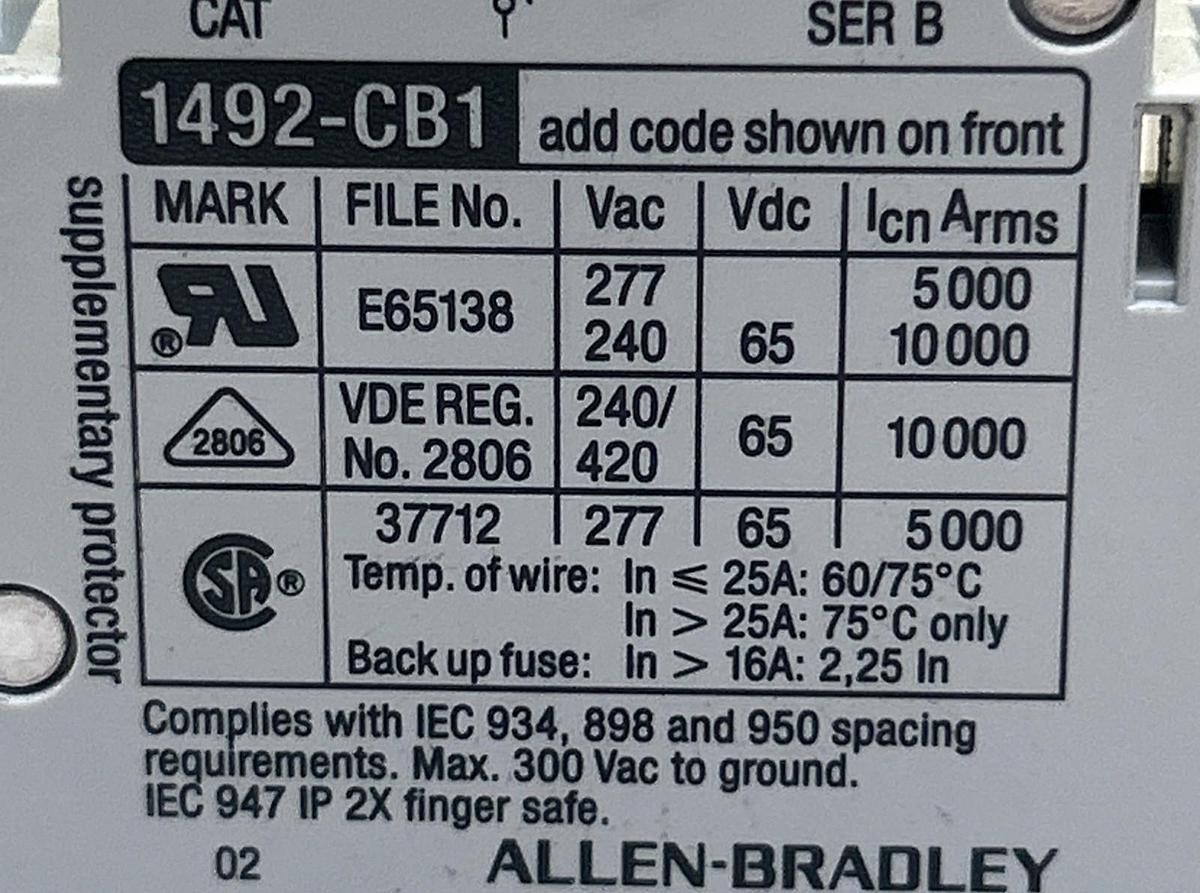 CAT SER B
1492-CB1 add code shown on front
supplementary protector
MARK FILE No. Vac Vdc Icn Arms
277 5000
RU ® E65138
240 65 10000
VDE REG. 240/
2806 65 10000
No. 2806 420
37712 277 65 5000
SA ® Temp. of wire: In ≤ 25A: 60/75°C
In > 25A: 75°C only
Back up fuse: In > 16A: 2,25 In
Complies with IEC 934, 898 and 950 spacing
requirements. Max. 300 Vac to ground.
IEC 947 IP 2X finger safe.
02 ALLEN-BRADLEY